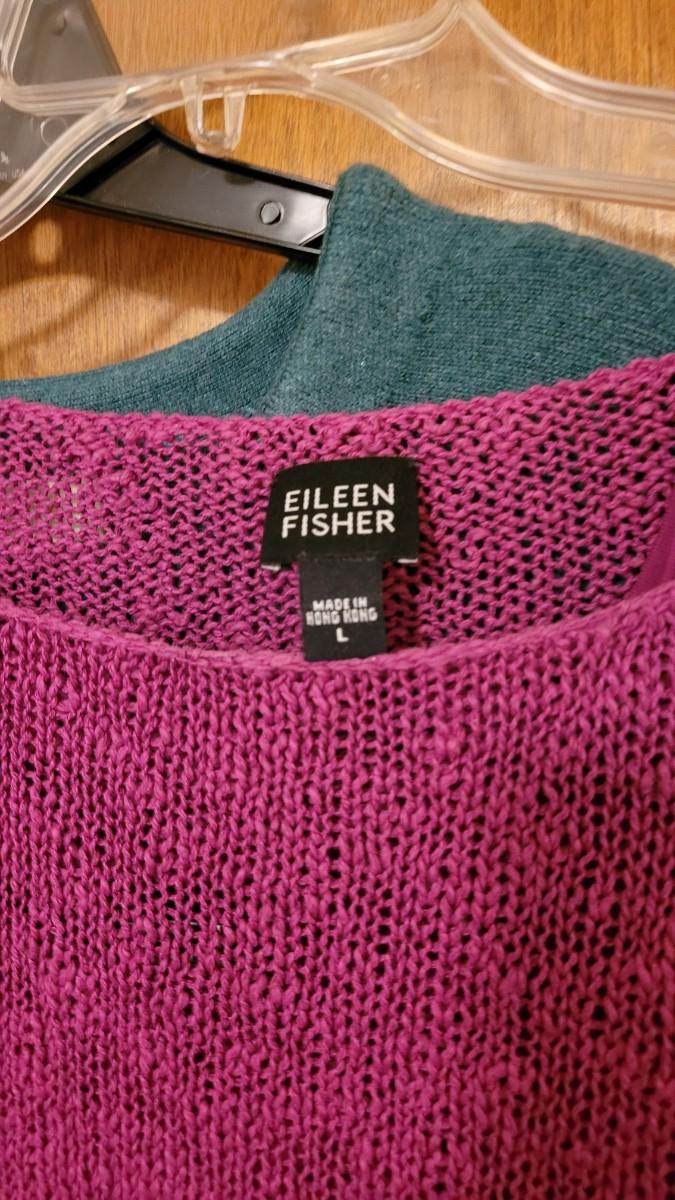 EILEEN
FISHER
MADE IN
HONG KONG
L